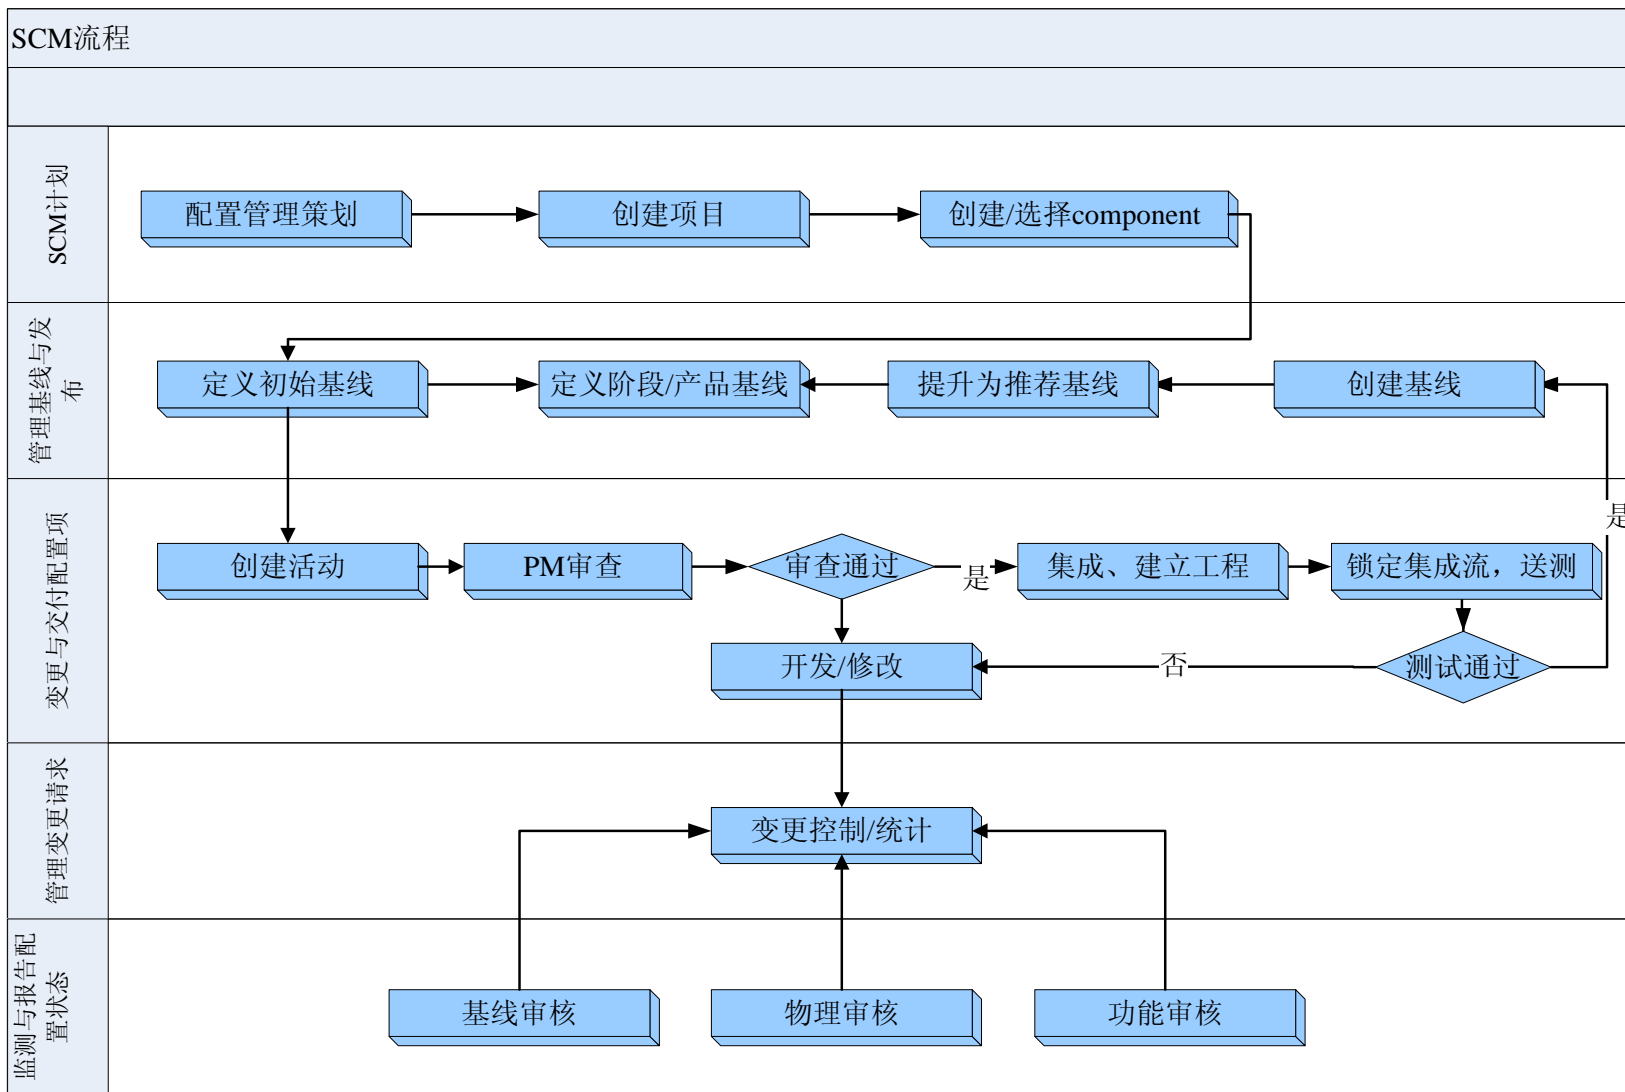 SCM流程
SCM计划
配置管理策划
创建项目
创建/选择component
管理基线与发
布
定义初始基线
定义阶段/产品基线
提升为推荐基线
创建基线
变更与交付配置项
是
创建活动
PM审查
审查通过
是
集成、建立工程
锁定集成流，送测
开发/修改
否
测试通过
管理变更请求
变更控制/统计
监测与报告配
置状态
基线审核
物理审核
功能审核